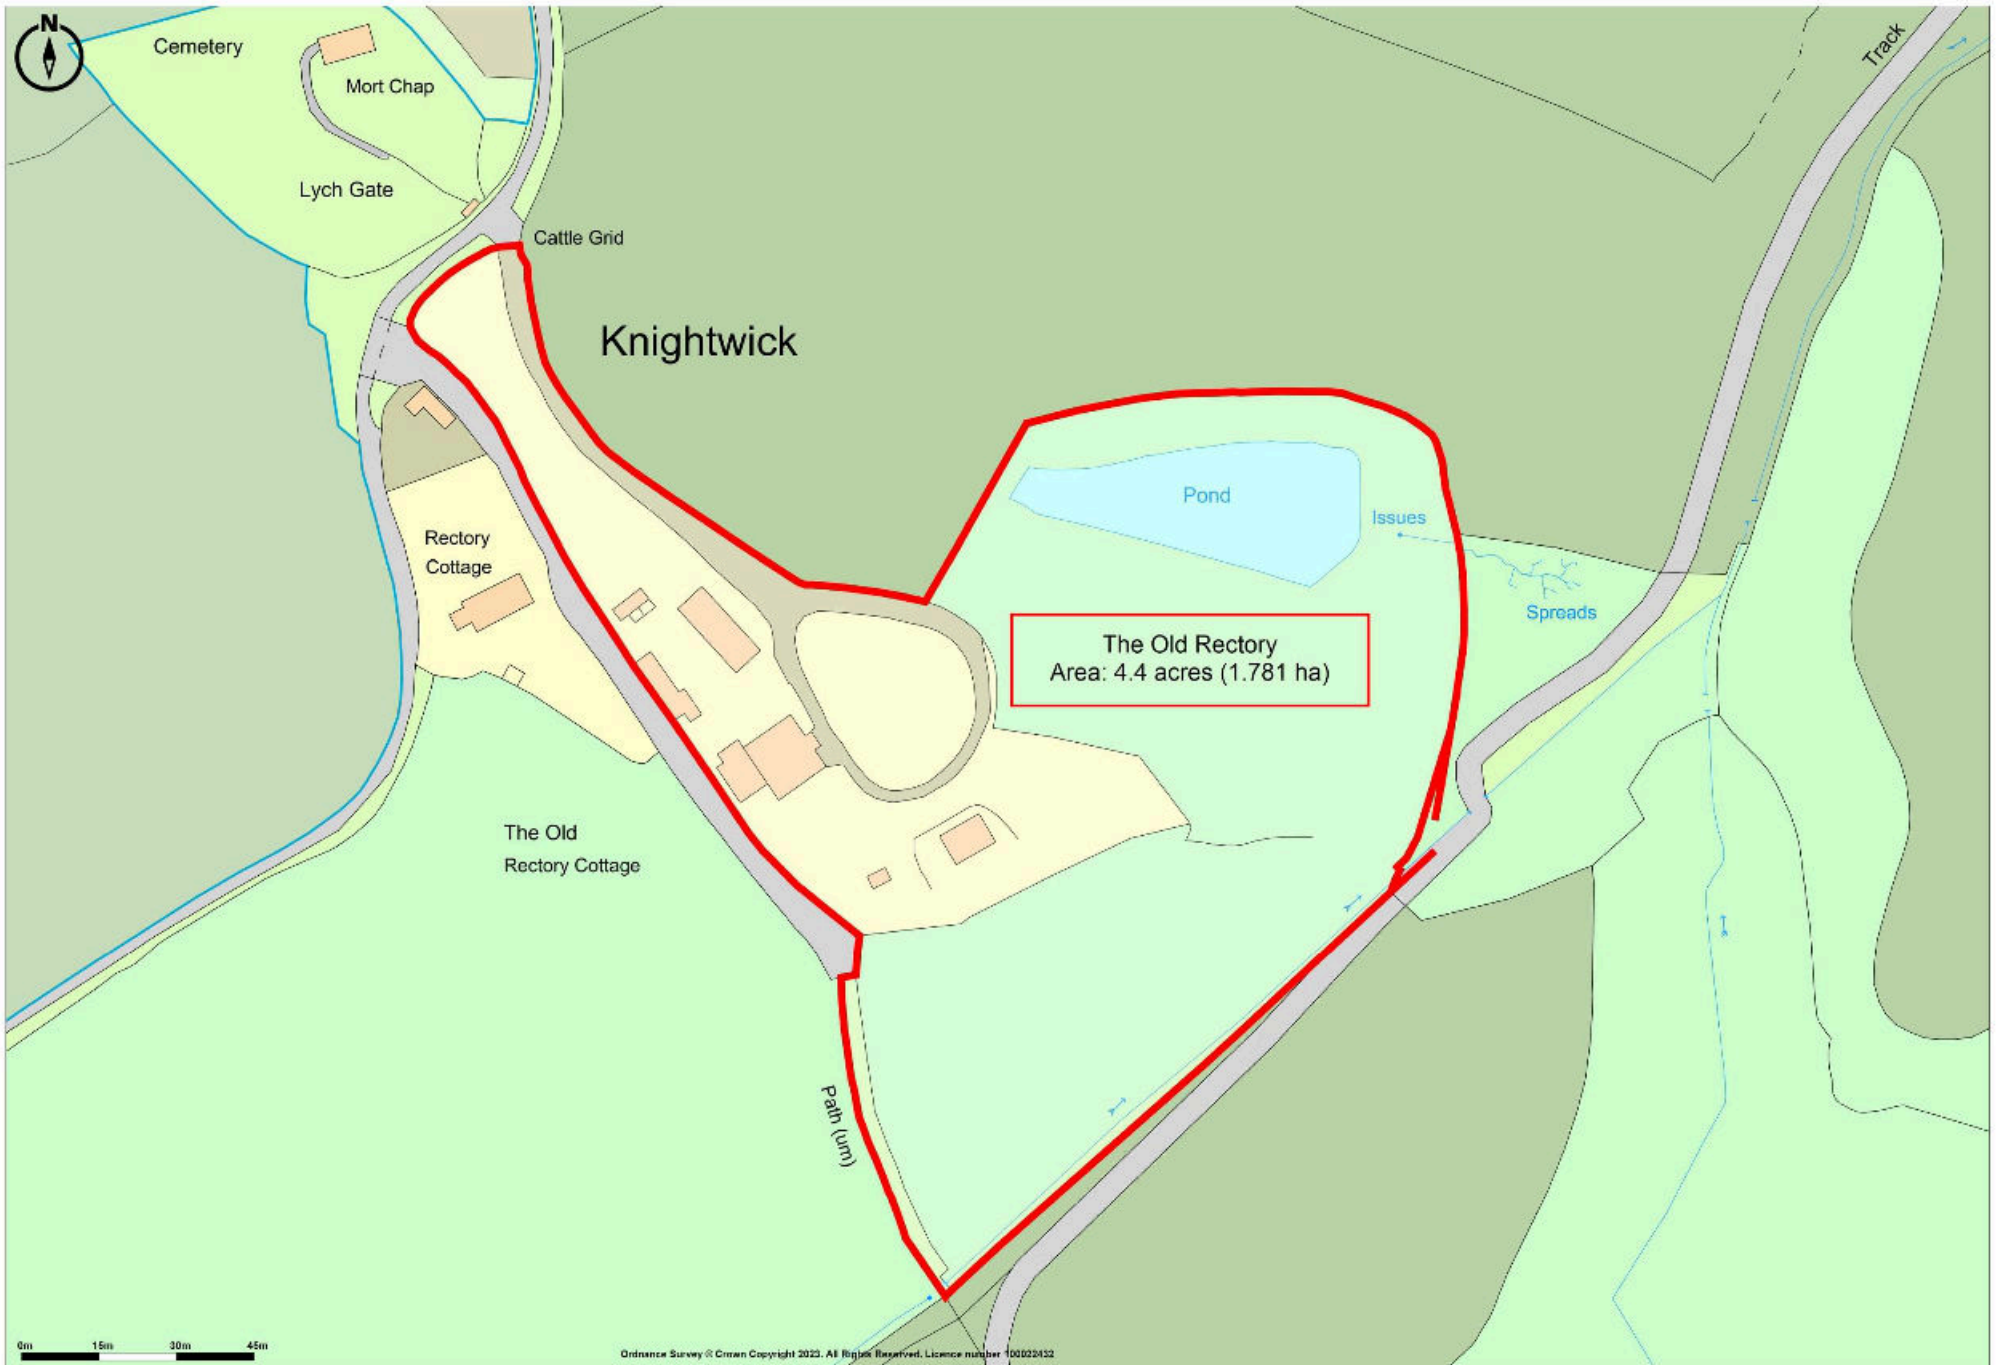 N
Cemetery
Mort Chap
Track
Lych Gate
Cattle Grid
Knightwick
Pond
Issues
Rectory
Cottage
Spreads
The Old Rectory
Area: 4.4 acres (1.781 ha)
The Old
Rectory Cottage
Path (um)
0m 15m 30m 45m
Ordnance Survey © Crown Copyright 2023. All Rights Reserved. Licence number 100022432